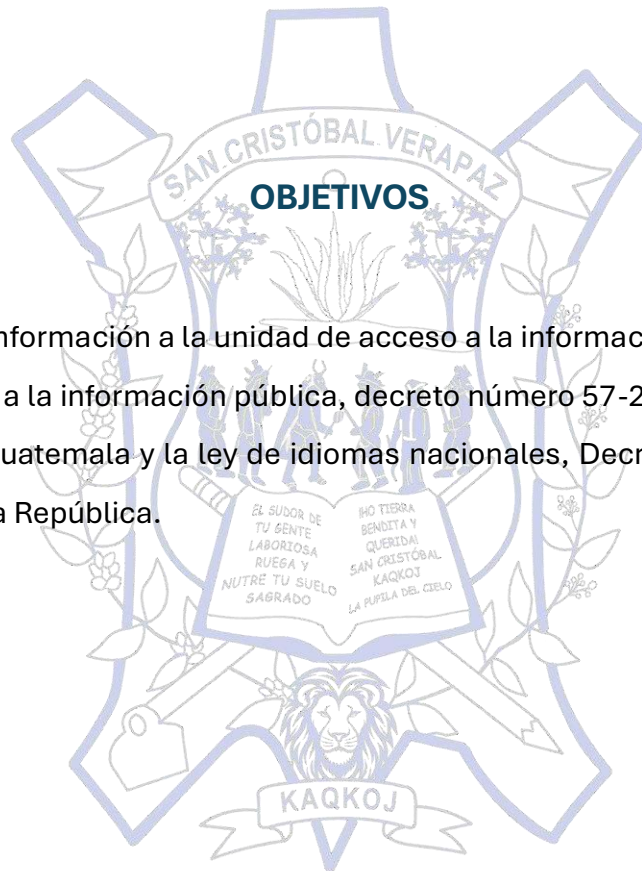 SAN CRISTÓBAL VERAPAZ
OBJETIVOS
nformación a la unidad de acceso a la informac
a la información pública, decreto número 57-2
uatemala y la ley de idiomas nacionales, Decr
a República.
EL SUDOR DE
TU GENTE
LABORIOSA
RUEGA Y
NUTRE TU SUELO
SAGRADO
!HO TIERRA
BENDITA Y
QUERIDA!
SAN CRISTÓBAL
KAQKOJ
LA PUPILA DEL CIELO
KAQKOJ